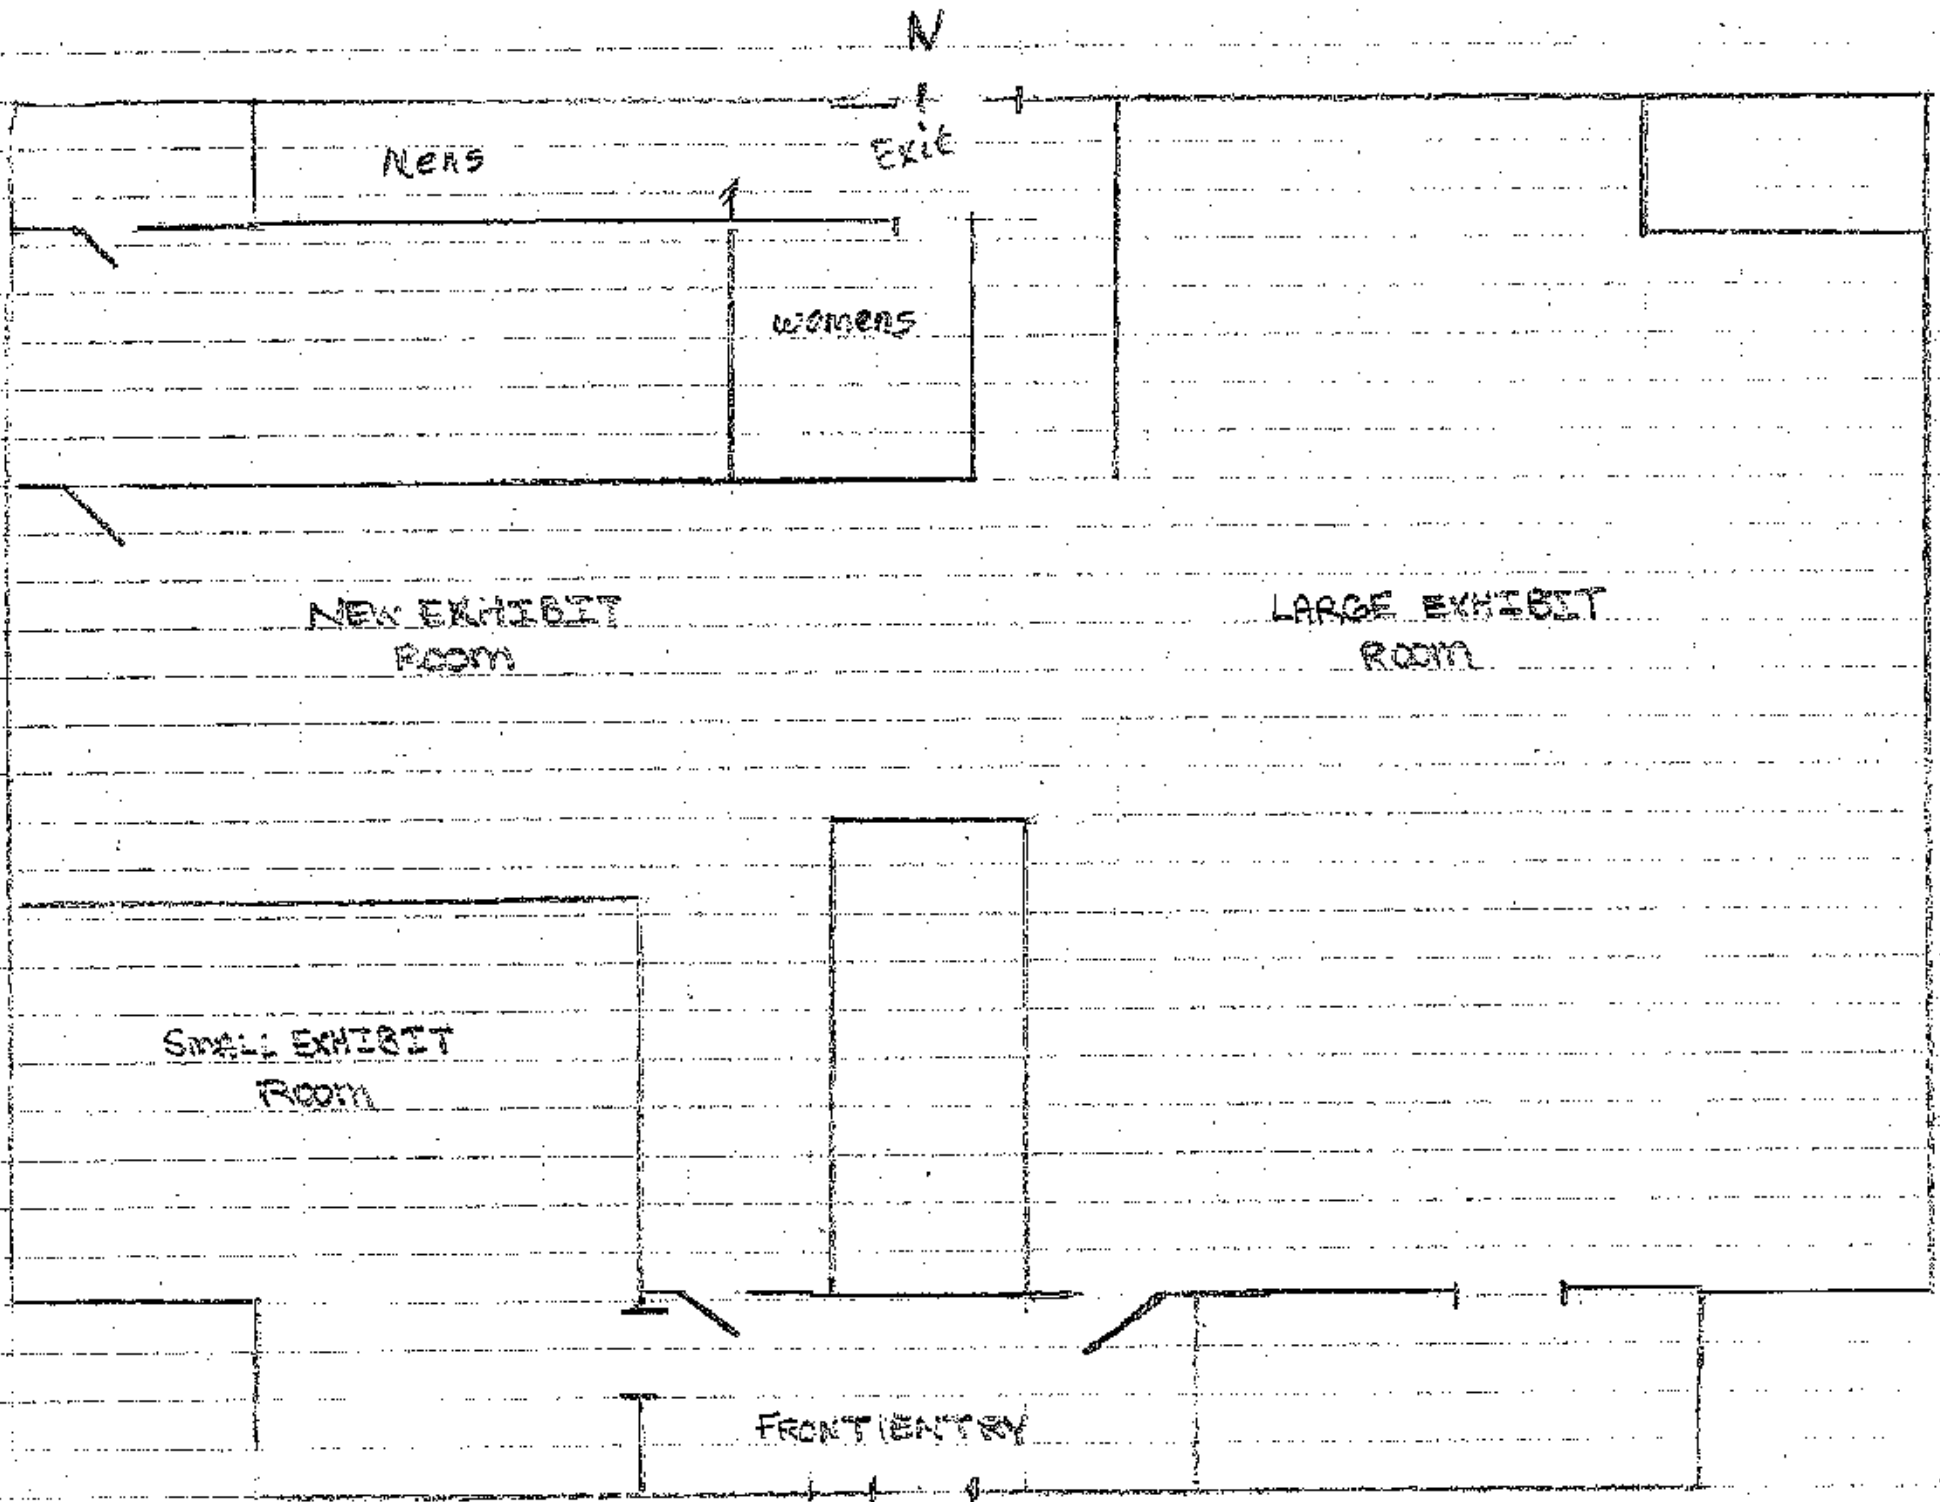 N
Exit
Mens
womens
NEW EXHIBIT
ROOM
LARGE EXHIBIT
ROOM
SMALL EXHIBIT
ROOM
FRONT ENTRY